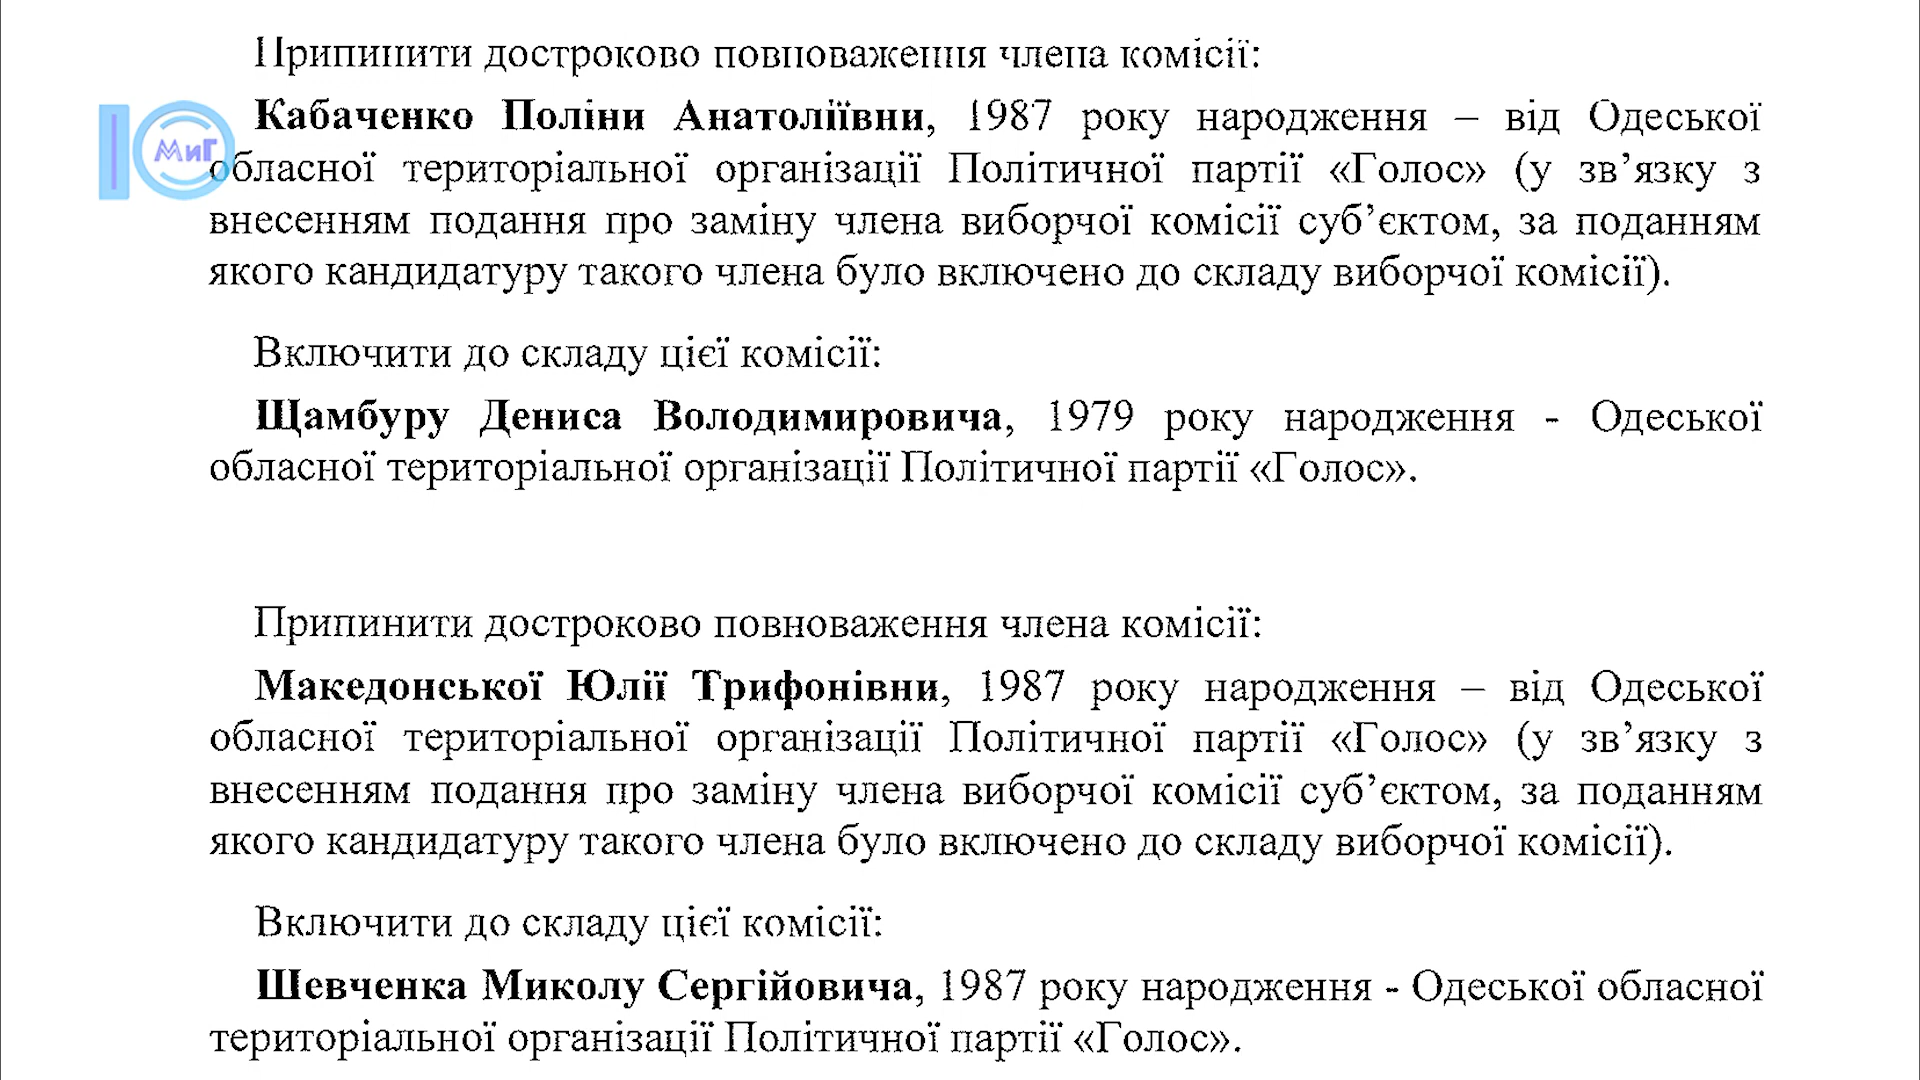 Припинити достроково повноваження члена комісії:
Кабаченко Поліни Анатоліївни, 1987 року народження – від Одеської
МиГ
обласної територіальної організації Політичної партії «Голос» (у зв’язку з
внесенням подання про заміну члена виборчої комісії суб’єктом, за поданням
якого кандидатуру такого члена було включено до складу виборчої комісії).
Включити до складу цієї комісії:
Щамбуру Дениса Володимировича, 1979 року народження - Одеської
обласної територіальної організації Політичної партії «Голос».
Припинити достроково повноваження члена комісії:
Македонської Юлії Трифонівни, 1987 року народження – від Одеської
обласної територіальної організації Політичної партії «Голос» (у зв’язку з
внесенням подання про заміну члена виборчої комісії суб’єктом, за поданням
якого кандидатуру такого члена було включено до складу виборчої комісії).
Включити до складу цієї комісії:
Шевченка Миколу Сергійовича, 1987 року народження - Одеської обласної
територіальної організації Політичної партії «Голос».